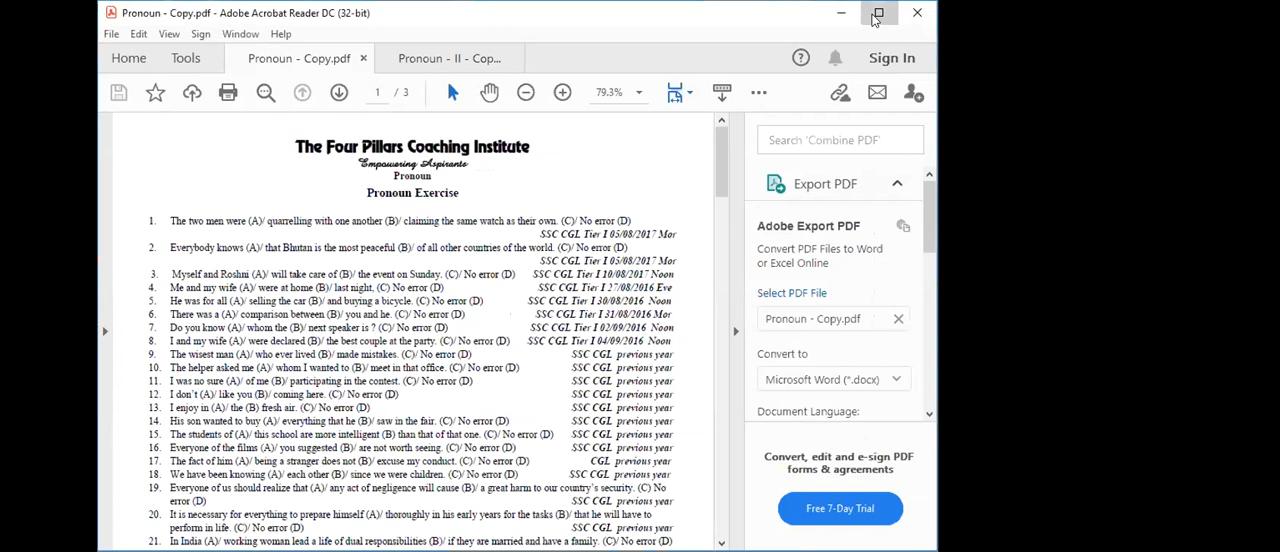 Pronoun - Copy.pdf - Adobe Acrobat Reader DC (32-bit)
File Edit View Sign Window Help
Home Tools Pronoun - Copy.pdf × Pronoun - II - Cop... Sign In
1 / 3 79.3%
The Four Pillars Coaching Institute
Empowering Aspirants
Pronoun
Pronoun Exercise
1. The two men were (A)/ quarrelling with one another (B)/ claiming the same watch as their own. (C)/ No error (D)
SSC CGL Tier I 05/08/2017 Mor
2. Everybody knows (A)/ that Bhutan is the most peaceful (B)/ of all other countries of the world. (C)/ No error (D)
SSC CGL Tier I 05/08/2017 Mor
3. Myself and Roshni (A)/ will take care of (B)/ the event on Sunday. (C)/ No error (D) SSC CGL Tier I 10/08/2017 Noon
4. Me and my wife (A)/ were at home (B)/ last night, (C)/ No error (D) SSC CGL Tier I 27/08/2016 Eve
5. He was for all (A)/ selling the car (B)/ and buying a bicycle. (C)/ No error (D) SSC CGL Tier I 30/08/2016 Noon
6. There was a (A)/ comparison between (B)/ you and he. (C)/ No error (D) SSC CGL Tier I 31/08/2016 Mor
7. Do you know (A)/ whom the (B)/ next speaker is ? (C)/ No error (D) SSC CGL Tier I 02/09/2016 Noon
8. I and my wife (A)/ were declared (B)/ the best couple at the party. (C)/ No error (D) SSC CGL Tier I 04/09/2016 Noon
9. The wisest man (A)/ who ever lived (B)/ made mistakes. (C)/ No error (D) SSC CGL previous year
10. The helper asked me (A)/ whom I wanted to (B)/ meet in that office. (C)/ No error (D) SSC CGL previous year
11. I was no sure (A)/ of me (B)/ participating in the contest. (C)/ No error (D) SSC CGL previous year
12. I don't (A)/ like you (B)/ coming here. (C)/ No error (D) SSC CGL previous year
13. I enjoy in (A)/ the (B) fresh air. (C)/ No error (D) SSC CGL previous year
14. His son wanted to buy (A)/ everything that he (B)/ saw in the fair. (C)/ No error (D) SSC CGL previous year
15. The students of (A)/ this school are more intelligent (B)/ than that of that one. (C)/ No error (D) SSC CGL previous year
16. Everyone of the films (A)/ you suggested (B)/ are not worth seeing. (C)/ No error (D) SSC CGL previous year
17. The fact of him (A)/ being a stranger does not (B)/ excuse my conduct. (C)/ No error (D) CGL previous year
18. We have been knowing (A)/ each other (B)/ since we were children. (C)/ No error (D) SSC CGL previous year
19. Everyone of us should realize that (A)/ any act of negligence will cause (B)/ a great harm to our country's security. (C) No
error (D) SSC CGL previous year
20. It is necessary for everything to prepare himself (A)/ thoroughly in his early years for the tasks (B)/ that he will have to
perform in life. (C)/ No error (D) SSC CGL previous year
21. In India (A)/ working woman lead a life of dual responsibilities (B)/ if they are married and have a family. (C)/ No error (D)
Search 'Combine PDF'
Export PDF
Adobe Export PDF
Convert PDF Files to Word
or Excel Online
Select PDF File
Pronoun - Copy.pdf ×
Convert to
Microsoft Word (*.docx)
Document Language:
Convert, edit and e-sign PDF
forms & agreements
Free 7-Day Trial